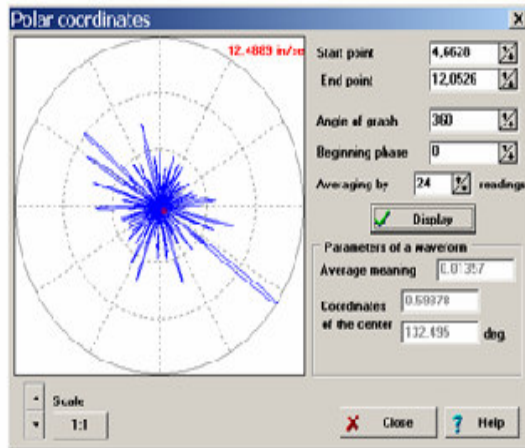 Polar coordinates
12.4889 in/se
Start point 4,6628
End point 12,0526
Angle of graph 360
Beginning phase 0
Averaging by 24 readings
Display
Parameters of a waveform
Average meaning 0.01357
Coordinates of the center 0.59378
132.495 deg.
Scale
1:1
Close
Help